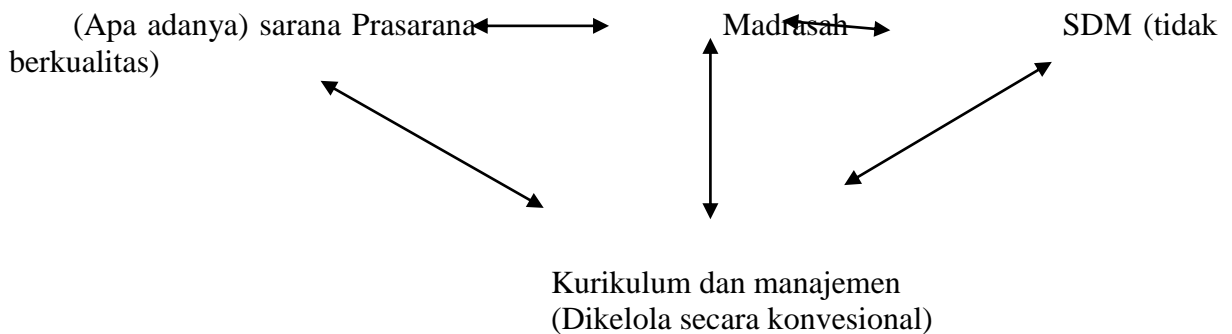 (Apa adanya) sarana Prasarana Madrasah SDM (tidak
berkualitas)
Kurikulum dan manajemen
(Dikelola secara konvesional)